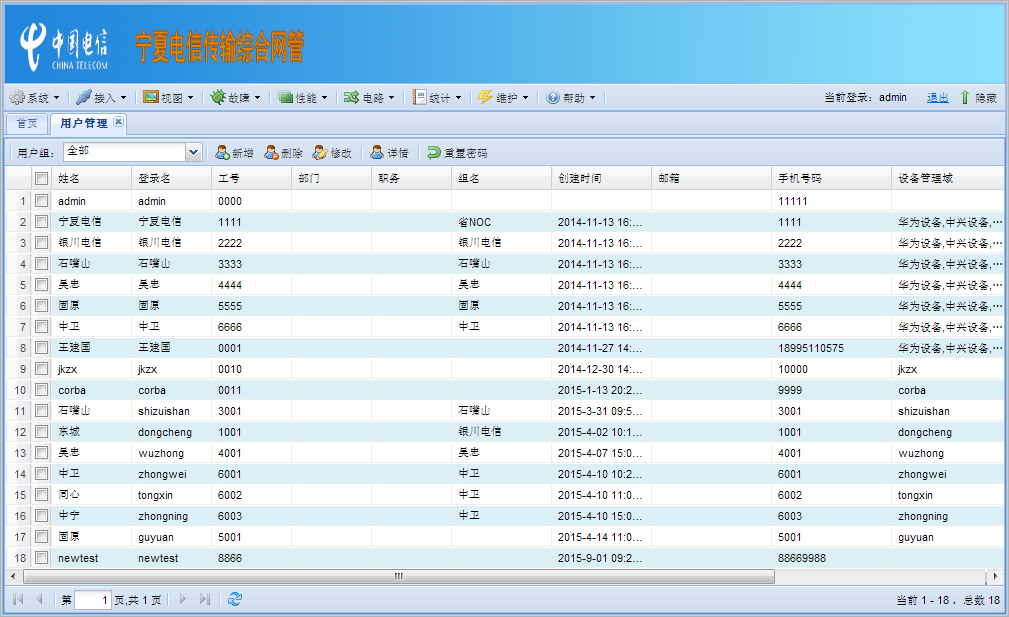 中国电信
CHINA TELECOM
宁夏电信传输综合网管
系统 接入 视图 故障 性能 电路 统计 维护 帮助 当前登录: admin 退出 隐藏
首页 用户管理
用户组: 全部 新增 删除 修改 详情 重置密码
姓名 登录名 工号 部门 职务 组名 创建时间 邮箱 手机号码 设备管理域
1 admin admin 0000 11111
2 宁夏电信 宁夏电信 1111 省NOC 2014-11-13 16:... 1111 华为设备,中兴设备,...
3 银川电信 银川电信 2222 银川电信 2014-11-13 16:... 2222 华为设备,中兴设备,...
4 石嘴山 石嘴山 3333 石嘴山 2014-11-13 16:... 3333 华为设备,中兴设备,...
5 吴忠 吴忠 4444 吴忠 2014-11-13 16:... 4444 华为设备,中兴设备,...
6 固原 固原 5555 固原 2014-11-13 16:... 5555 华为设备,中兴设备,...
7 中卫 中卫 6666 中卫 2014-11-13 16:... 6666 华为设备,中兴设备,...
8 王建国 王建国 0001 2014-11-27 14:... 18995110575 华为设备,中兴设备,...
9 jkzx jkzx 0010 2014-12-30 14:... 10000 jkzx
10 corba corba 0011 2015-1-13 20:2... 9999 corba
11 石嘴山 shizuishan 3001 石嘴山 2015-3-31 09:5... 3001 shizuishan
12 东城 dongcheng 1001 银川电信 2015-4-02 10:1... 1001 dongcheng
13 吴忠 wuzhong 4001 吴忠 2015-4-07 15:0... 4001 wuzhong
14 中卫 zhongwei 6001 中卫 2015-4-10 10:2... 6001 zhongwei
15 同心 tongxin 6002 中卫 2015-4-10 11:0... 6002 tongxin
16 中宁 zhongning 6003 中卫 2015-4-10 15:0... 6003 zhongning
17 固原 guyuan 5001 2015-4-14 11:0... 5001 guyuan
18 newtest newtest 8866 2015-9-01 09:2... 88669988
第 1 页,共 1 页 当前 1 - 18 , 总数 18